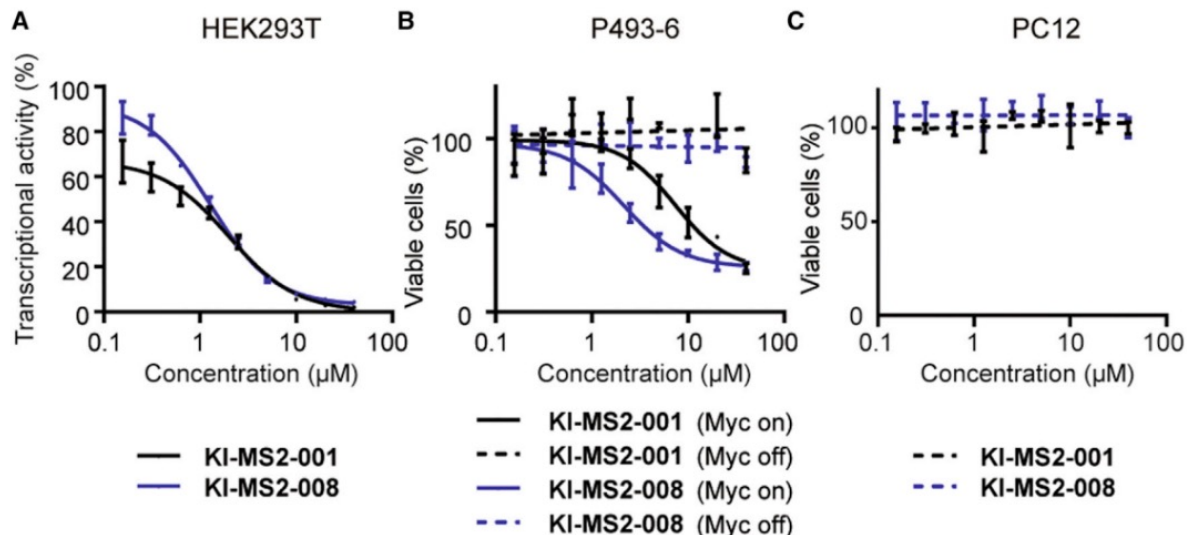 A HEK293T
Transcriptional activity (%)
100
80
60
40
20
0
0.1 1 10 100
Concentration (μM)
KI-MS2-001
KI-MS2-008
B P493-6
Viable cells (%)
100
50
0
0.1 1 10 100
Concentration (μM)
KI-MS2-001 (Myc on)
KI-MS2-001 (Myc off)
KI-MS2-008 (Myc on)
KI-MS2-008 (Myc off)
C PC12
Viable cells (%)
100
50
0
0.1 1 10 100
Concentration (μM)
KI-MS2-001
KI-MS2-008